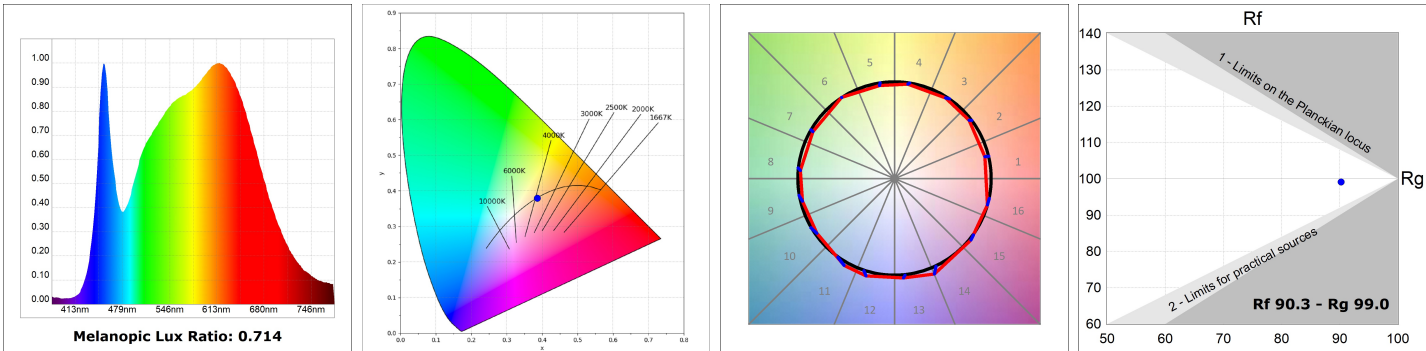 1.00
0.90
0.80
0.70
0.60
0.50
0.40
0.30
0.20
0.10
0.00
413nm 479nm 546nm 613nm 680nm 746nm
Melanopic Lux Ratio: 0.714
0.9
0.8
0.7
0.6
0.5
0.4
0.3
0.2
0.1
0.0
y
0.0 0.1 0.2 0.3 0.4 0.5 0.6 0.7 0.8
x
10000K
6000K
4000K
3000K
2500K
2000K
1667K
1
2
3
4
5
6
7
8
9
10
11
12
13
14
15
16
Rf
140
130
120
110
100
90
80
70
60
50 60 70 80 90 100
Rg
1 - Limits on the Planckian locus
2 - Limits for practical sources
Rf 90.3 - Rg 99.0